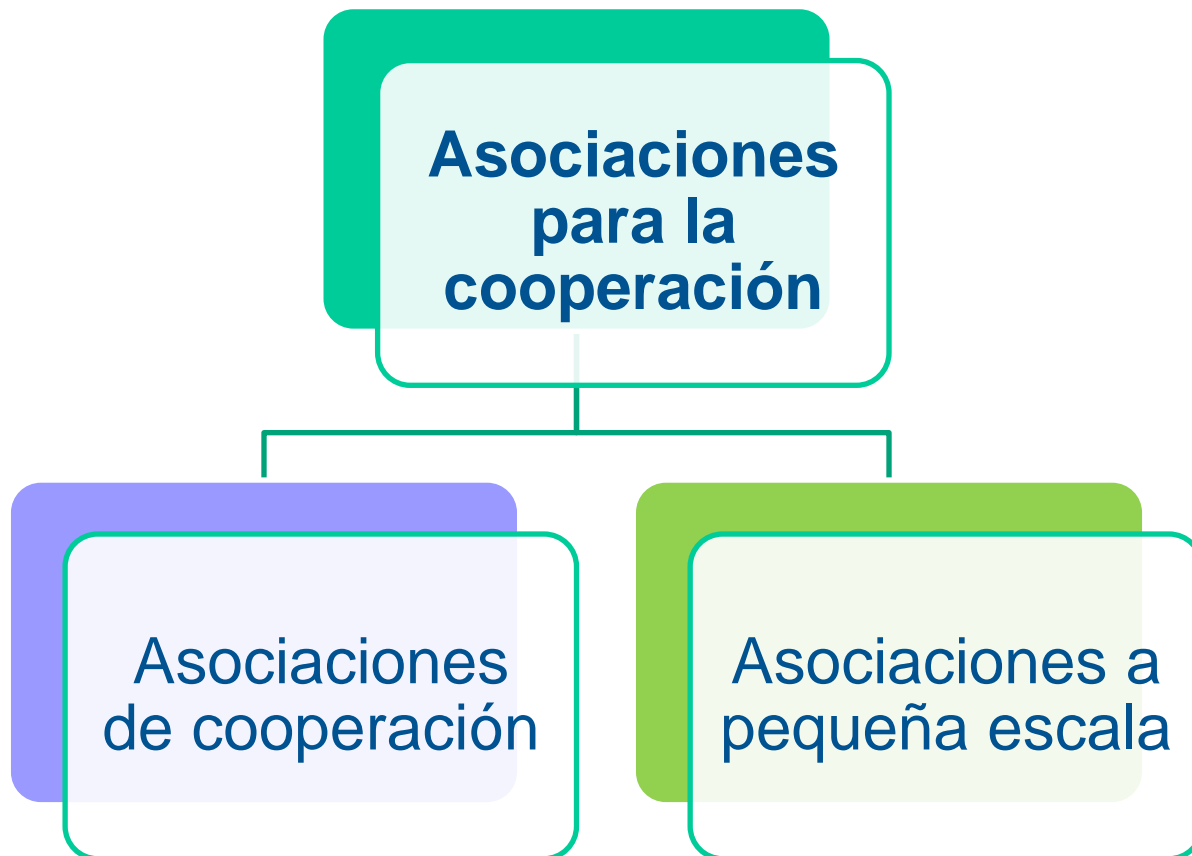 Asociaciones
para la
cooperación
Asociaciones
de cooperación
Asociaciones a
pequeña escala